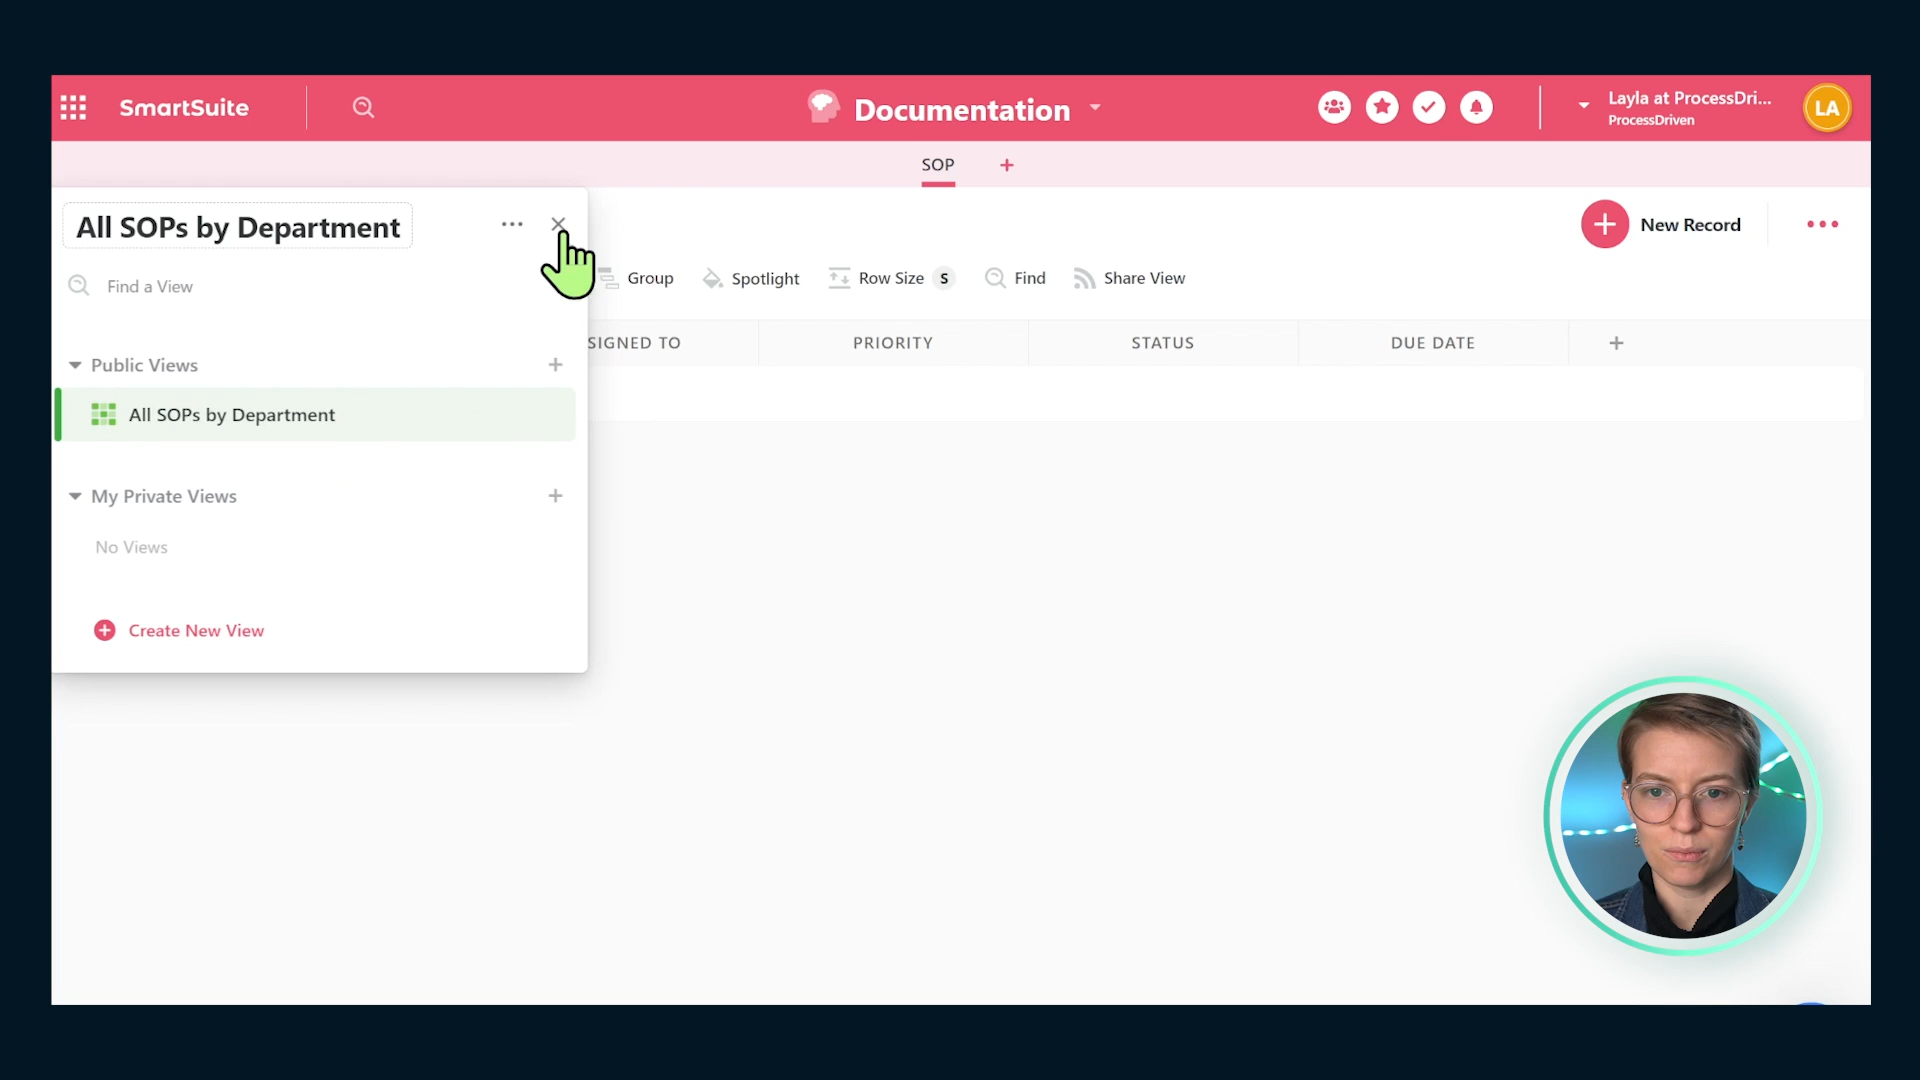 SmartSuite
Documentation
Layla at ProcessDri...
ProcessDriven
LA
SOP
All SOPs by Department
New Record
Find a View
Group
Spotlight
Row Size S
Find
Share View
SIGNED TO
PRIORITY
STATUS
DUE DATE
Public Views
All SOPs by Department
My Private Views
No Views
Create New View